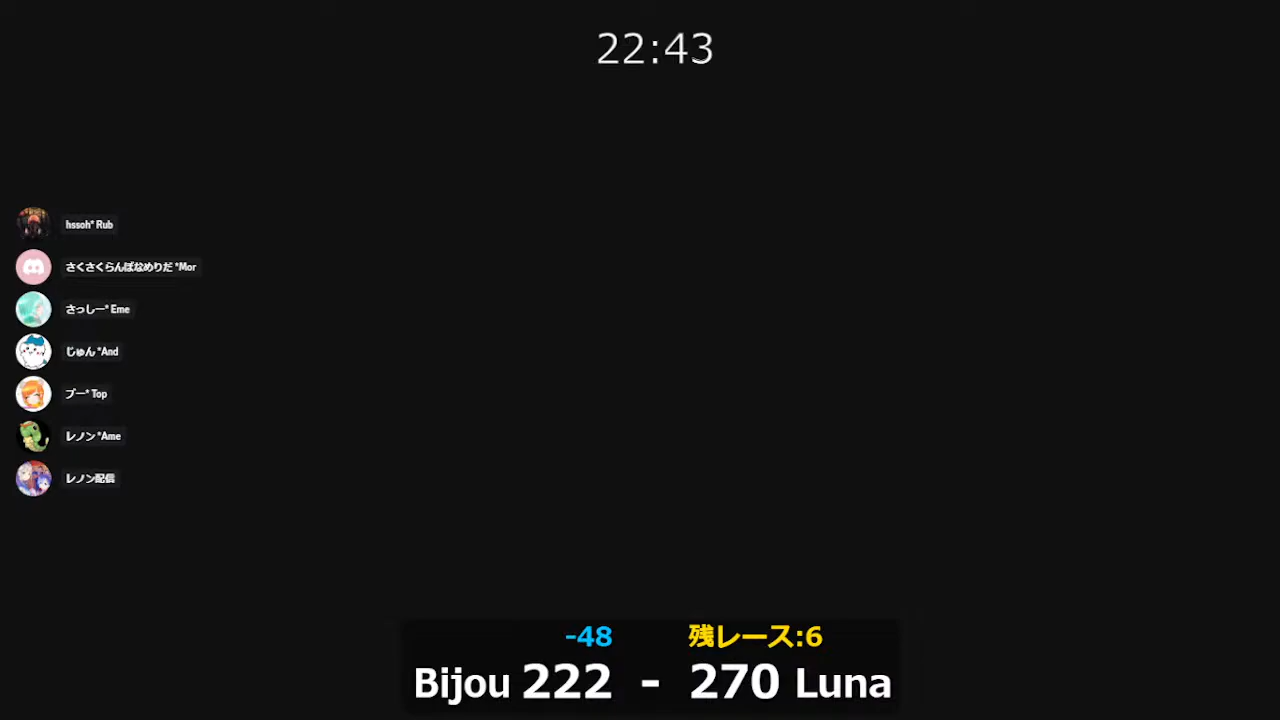 22:43
hssoh* Rub
さくさくらんぼなめりだ *Mor
さっしー* Eme
じゅん *And
プー* Top
レノン *Ame
レノン配信
-48 残レース:6
Bijou 222 - 270 Luna